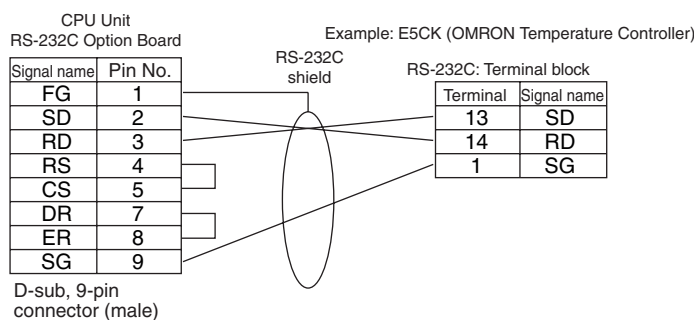 CPU Unit
RS-232C Option Board
Example: E5CK (OMRON Temperature Controller)
RS-232C
shield
RS-232C: Terminal block
Signal name Pin No.
FG 1
SD 2
RD 3
RS 4
CS 5
DR 7
ER 8
SG 9
Terminal Signal name
13 SD
14 RD
1 SG
D-sub, 9-pin
connector (male)